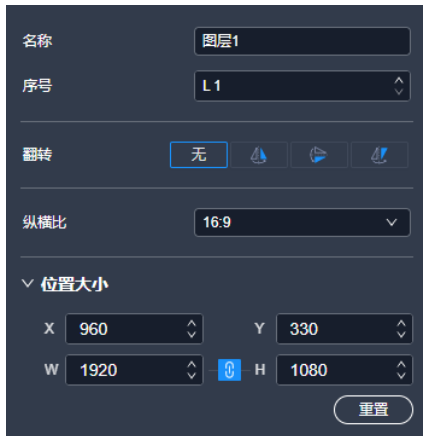 名称 图层1
序号 L 1
翻转 无
纵横比 16:9
位置大小
X 960 Y 330
W 1920 H 1080
重置